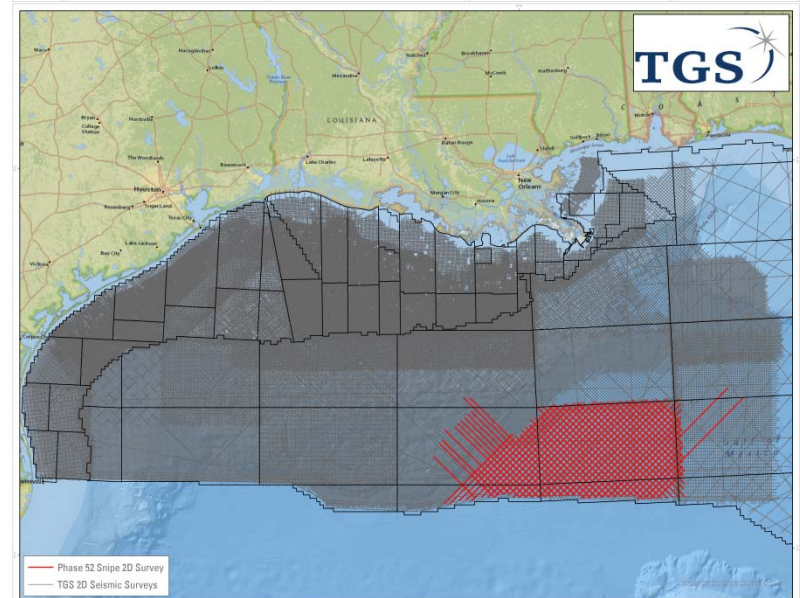 TGS
Waco
Nacogdoches
Lufkin
Natchez
Brookhaven
Hattiesburg
McComb
Alexandria
Bryan
College
Station
Huntsville
LOUISIANA
COAST
Mobile
Pensacola
Gulfport
Biloxi
Slidell
Baton Rouge
The Woodlands
Beaumont
Lake Charles
Lafayette
New
Orleans
Houston
Morgan City
Houma
Rosenberg
Sugar Land
Texas City
Lake Jackson
Bay City
Victoria
Gulf of
Mexico
Phase 52 Snipe 2D Survey
TGS 2D Seismic Surveys